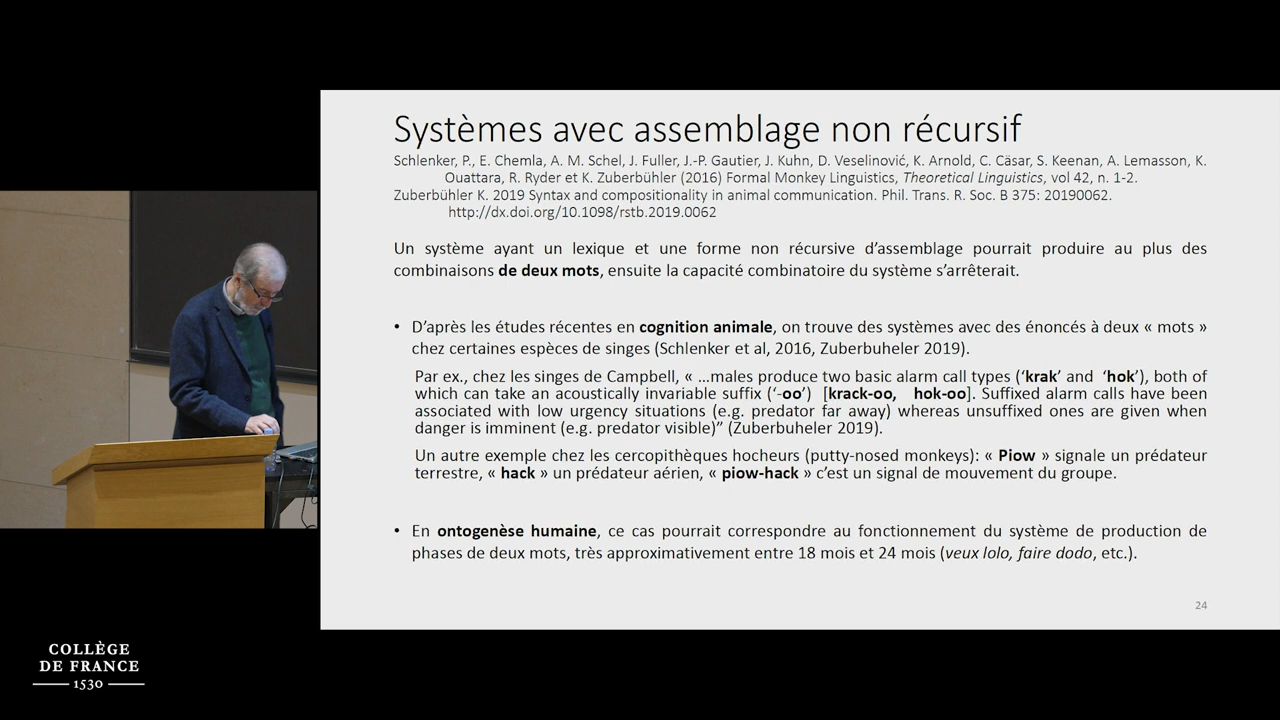 Systèmes avec assemblage non récursif
Schlenker, P., E. Chemla, A. M. Schel, J. Fuller, J.-P. Gautier, J. Kuhn, D. Veselinović, K. Arnold, C. Cäsar, S. Keenan, A. Lemasson, K.
Ouattara, R. Ryder et K. Zuberbühler (2016) Formal Monkey Linguistics, Theoretical Linguistics, vol 42, n. 1-2.
Zuberbühler K. 2019 Syntax and compositionality in animal communication. Phil. Trans. R. Soc. B 375: 20190062.
http://dx.doi.org/10.1098/rstb.2019.0062
Un système ayant un lexique et une forme non récursive d’assemblage pourrait produire au plus des
combinaisons de deux mots, ensuite la capacité combinatoire du système s’arrêterait.
• D’après les études récentes en cognition animale, on trouve des systèmes avec des énoncés à deux « mots »
chez certaines espèces de singes (Schlenker et al, 2016, Zuberbuheler 2019).
Par ex., chez les singes de Campbell, « …males produce two basic alarm call types (‘krak’ and ‘hok’), both of
which can take an acoustically invariable suffix (‘-oo’) [krack-oo, hok-oo]. Suffixed alarm calls have been
associated with low urgency situations (e.g. predator far away) whereas unsuffixed ones are given when
danger is imminent (e.g. predator visible)” (Zuberbuheler 2019).
Un autre exemple chez les cercopithèques hocheurs (putty-nosed monkeys): « Piow » signale un prédateur
terrestre, « hack » un prédateur aérien, « piow-hack » c’est un signal de mouvement du groupe.
• En ontogenèse humaine, ce cas pourrait correspondre au fonctionnement du système de production de
phases de deux mots, très approximativement entre 18 mois et 24 mois (veux lolo, faire dodo, etc.).
24
COLLÈGE
DE FRANCE
1530